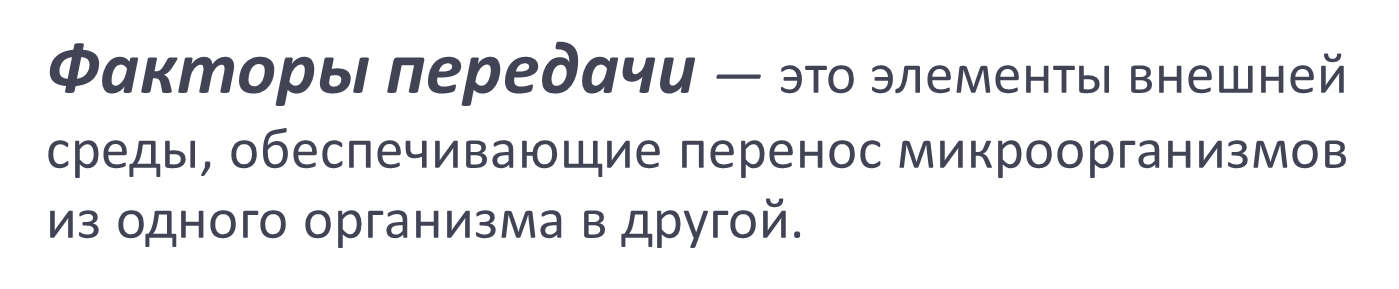 Факторы передачи — это элементы внешней
среды, обеспечивающие перенос микроорганизмов
из одного организма в другой.